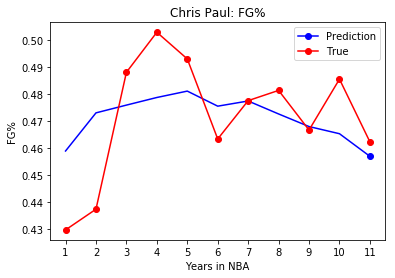 Chris Paul: FG%
Prediction
True
0.50
0.49
0.48
0.47
0.46
0.45
0.44
0.43
FG%
1 2 3 4 5 6 7 8 9 10 11
Years in NBA